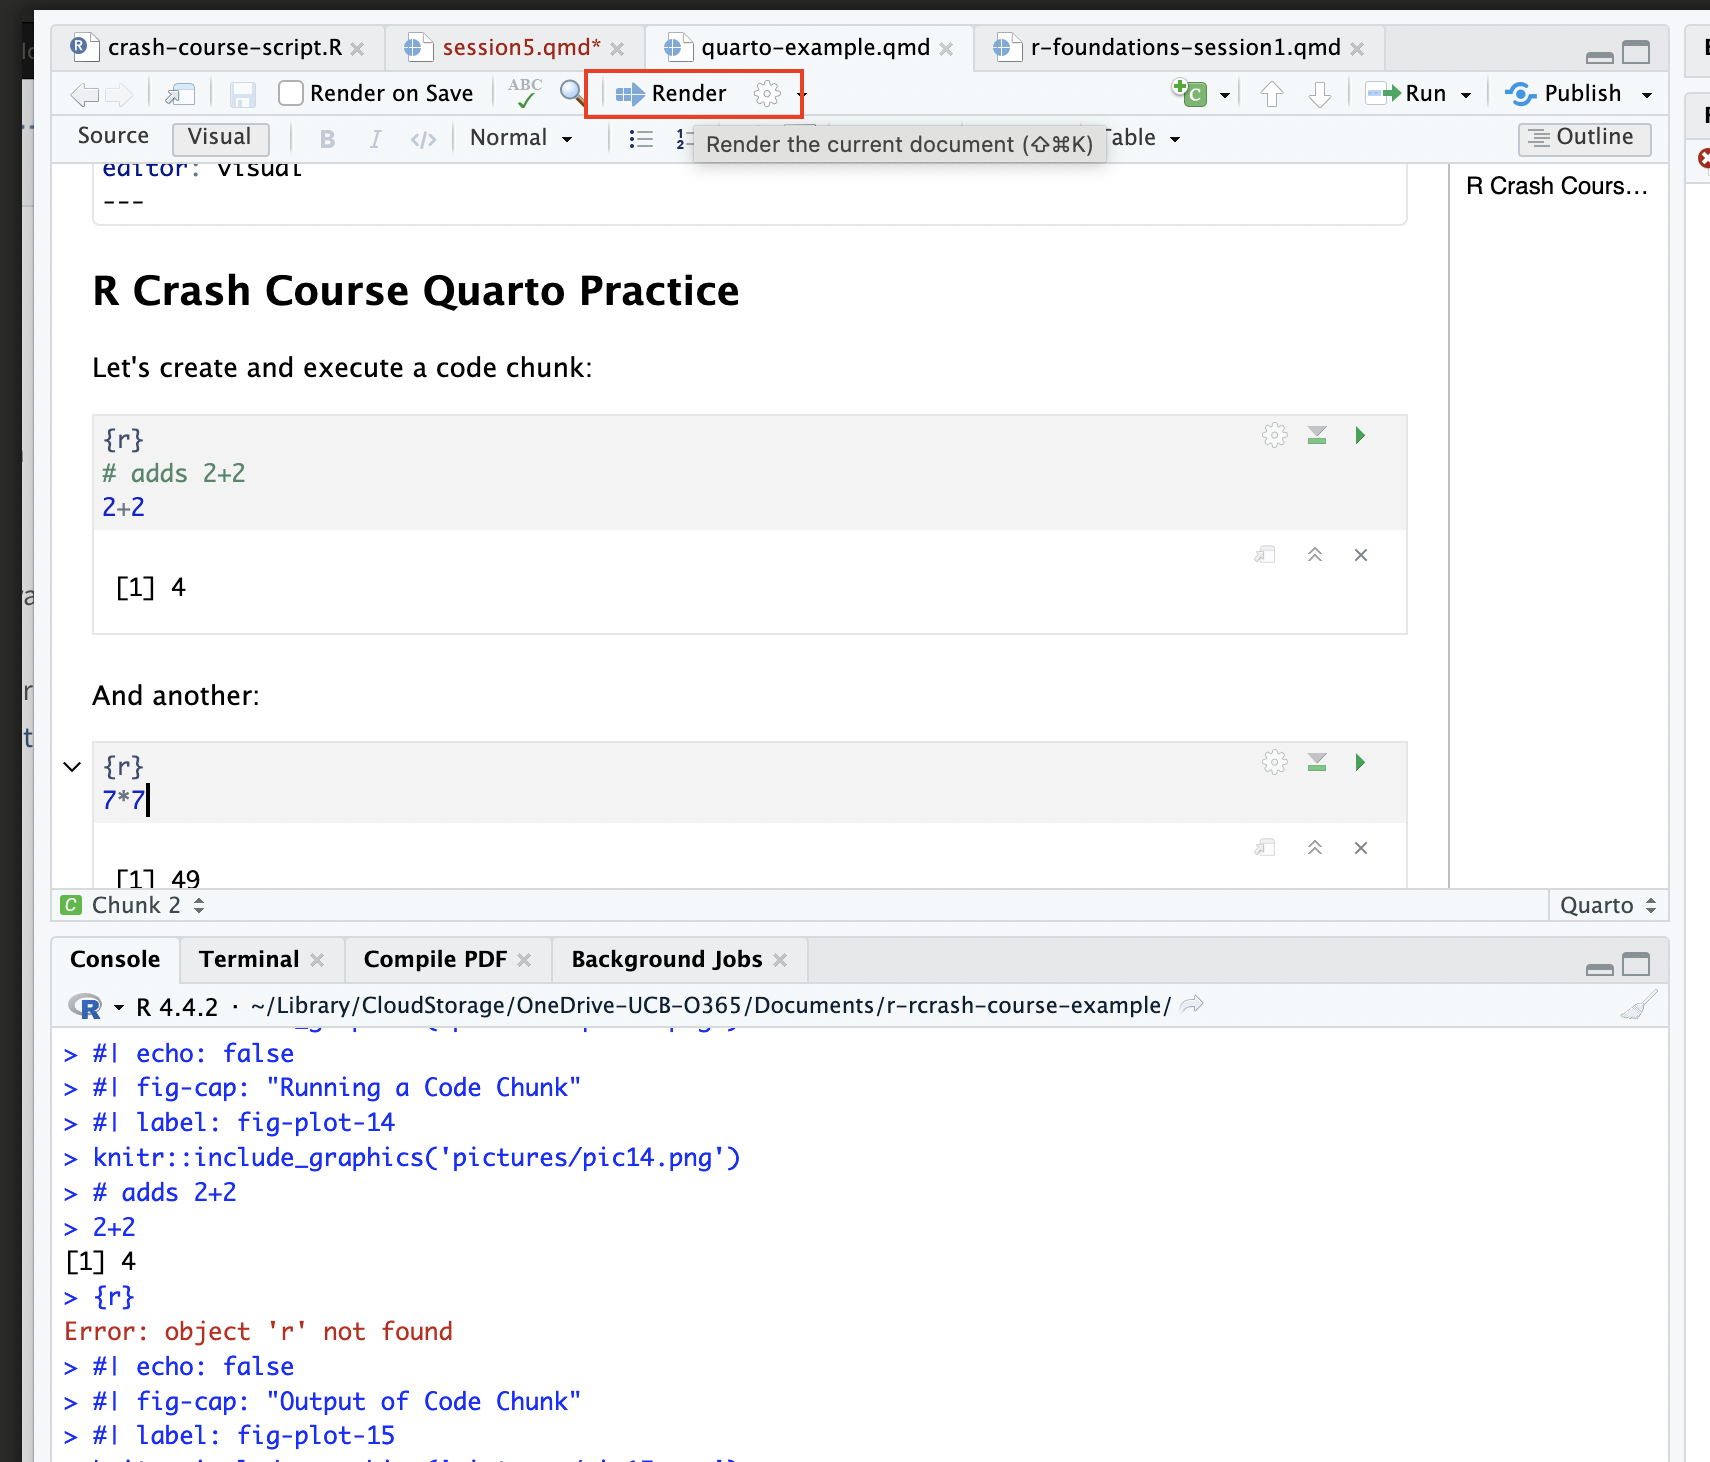 crash-course-script.R session5.qmd* quarto-example.qmd r-foundations-session1.qmd
Render on Save ABC Render C Run Publish
Source Visual B I </> Normal Table Outline
Render the current document (⇧⌘K)
editor: visual
---
R Crash Cours...
R Crash Course Quarto Practice
Let's create and execute a code chunk:
{r}
# adds 2+2
2+2
[1] 4
And another:
{r}
7*7
[1] 49
C Chunk 2 Quarto
Console Terminal Compile PDF Background Jobs
R R 4.4.2 · ~/Library/CloudStorage/OneDrive-UCB-O365/Documents/r-rcrash-course-example/
> #| echo: false
> #| fig-cap: "Running a Code Chunk"
> #| label: fig-plot-14
> knitr::include_graphics('pictures/pic14.png')
> # adds 2+2
> 2+2
[1] 4
> {r}
Error: object 'r' not found
> #| echo: false
> #| fig-cap: "Output of Code Chunk"
> #| label: fig-plot-15